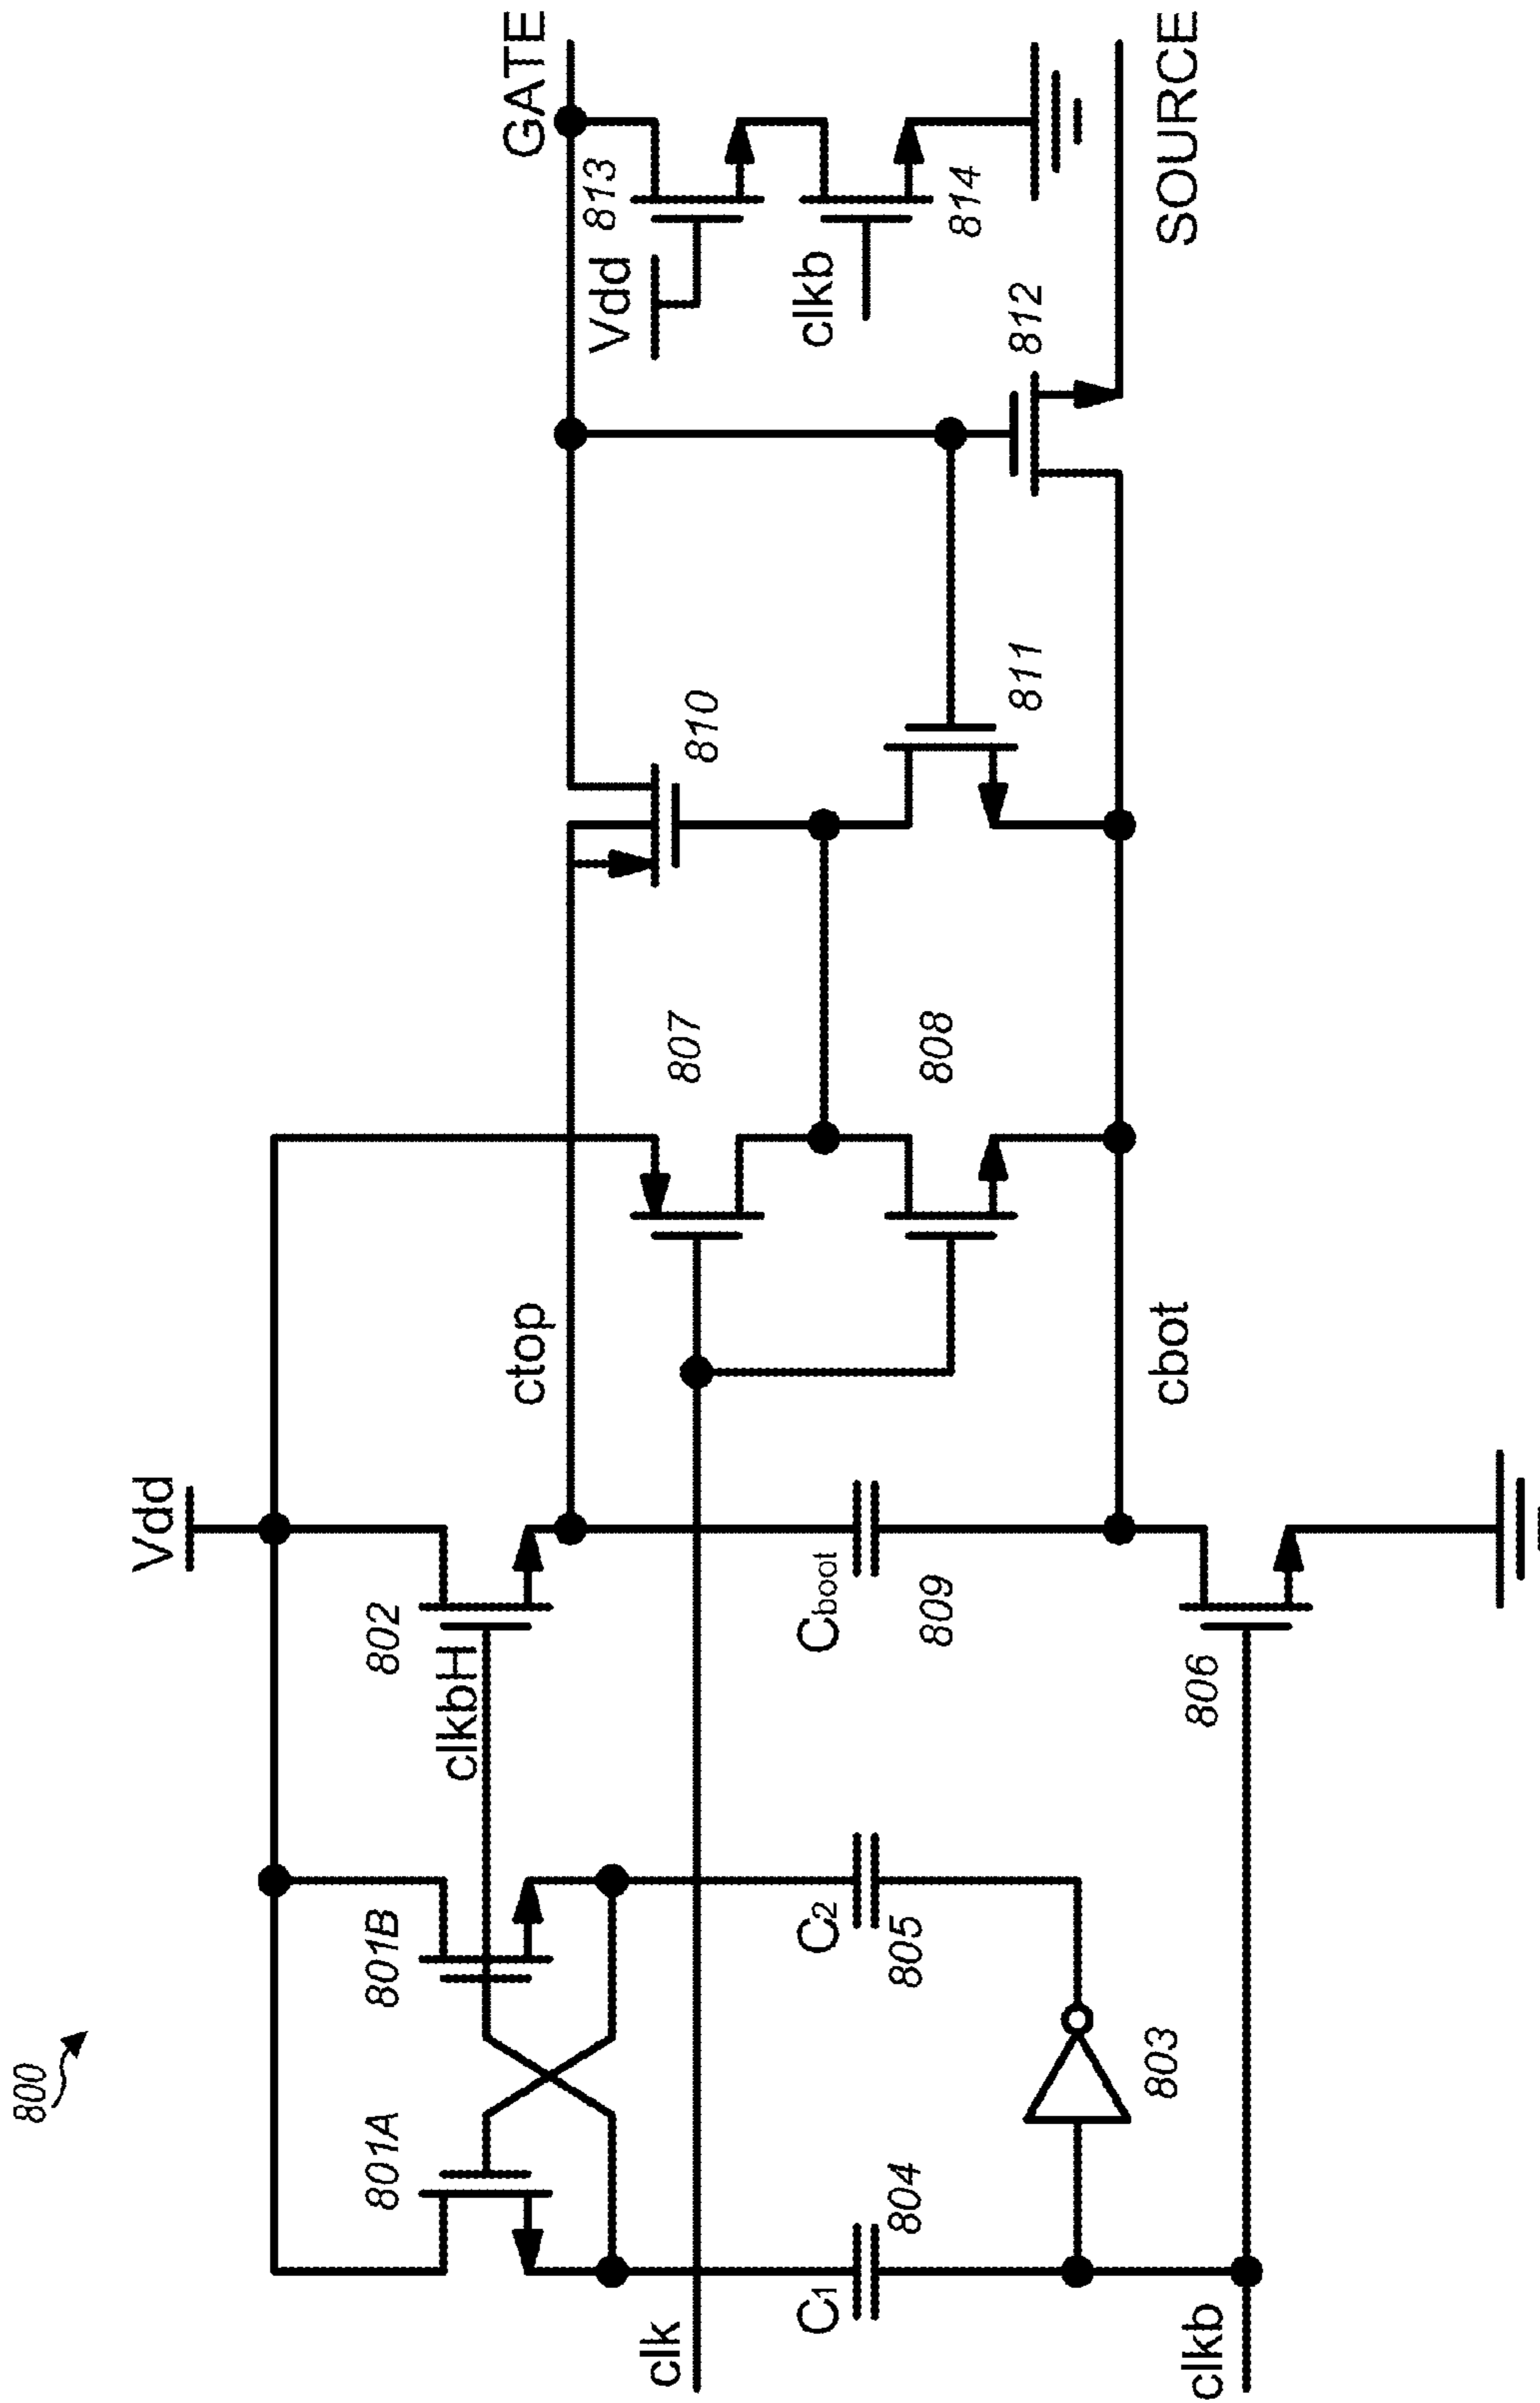 800
Vdd
801A
801B
802
clkbH
ctop
GATE
Vdd
813
clk
807
810
clkb
814
C1
804
C2
805
Cboot
809
808
811
812
803
cbot
SOURCE
clkb
806